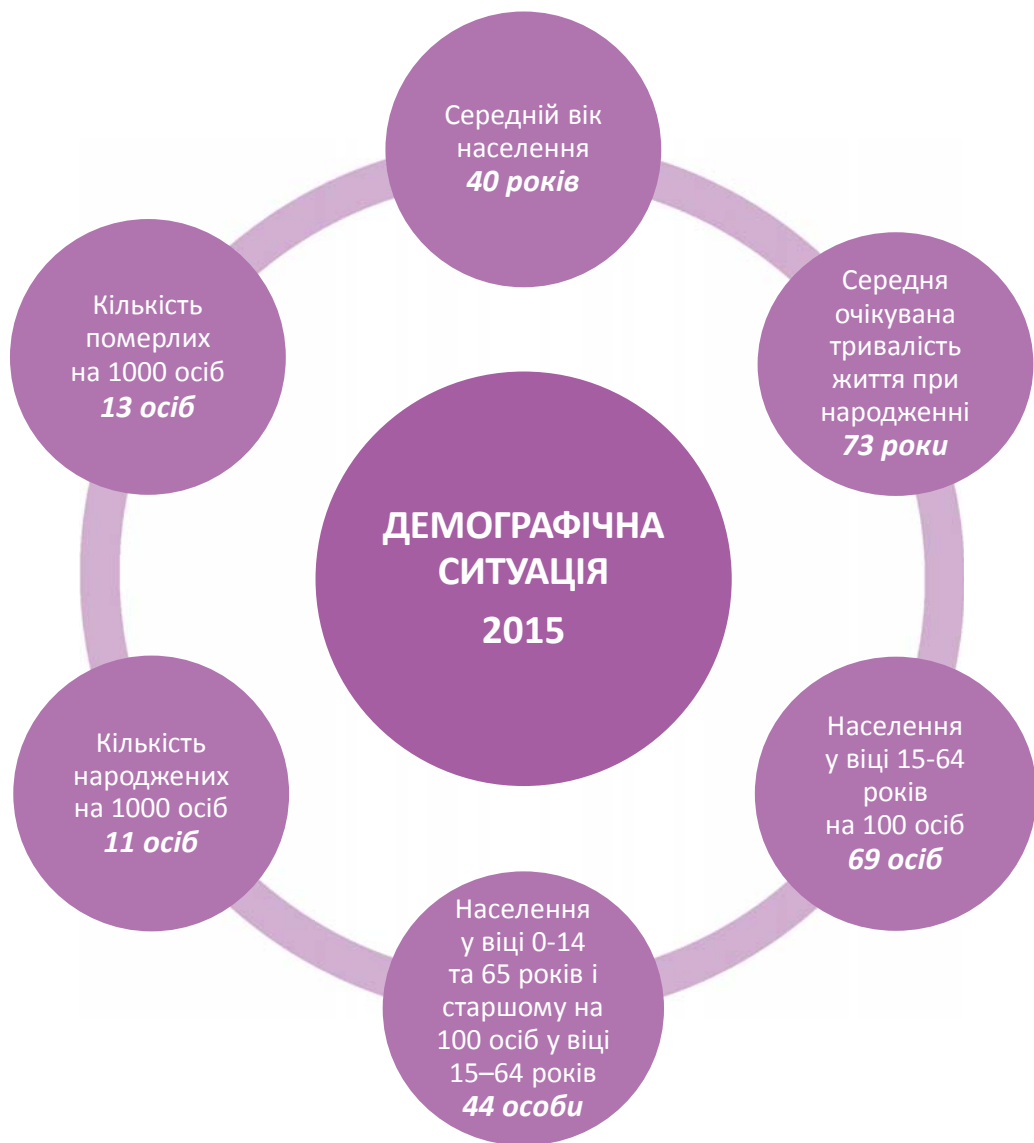 Середній вік
населення
40 років
Середня
очікувана
тривалість
життя при
народженні
73 роки
Кількість
померлих
на 1000 осіб
13 осіб
ДЕМОГРАФІЧНА
СИТУАЦІЯ
2015
Населення
у віці 15-64
років
на 100 осіб
69 осіб
Кількість
народжених
на 1000 осіб
11 осіб
Населення
у віці 0-14
та 65 років і
старшому на
100 осіб у віці
15–64 років
44 особи